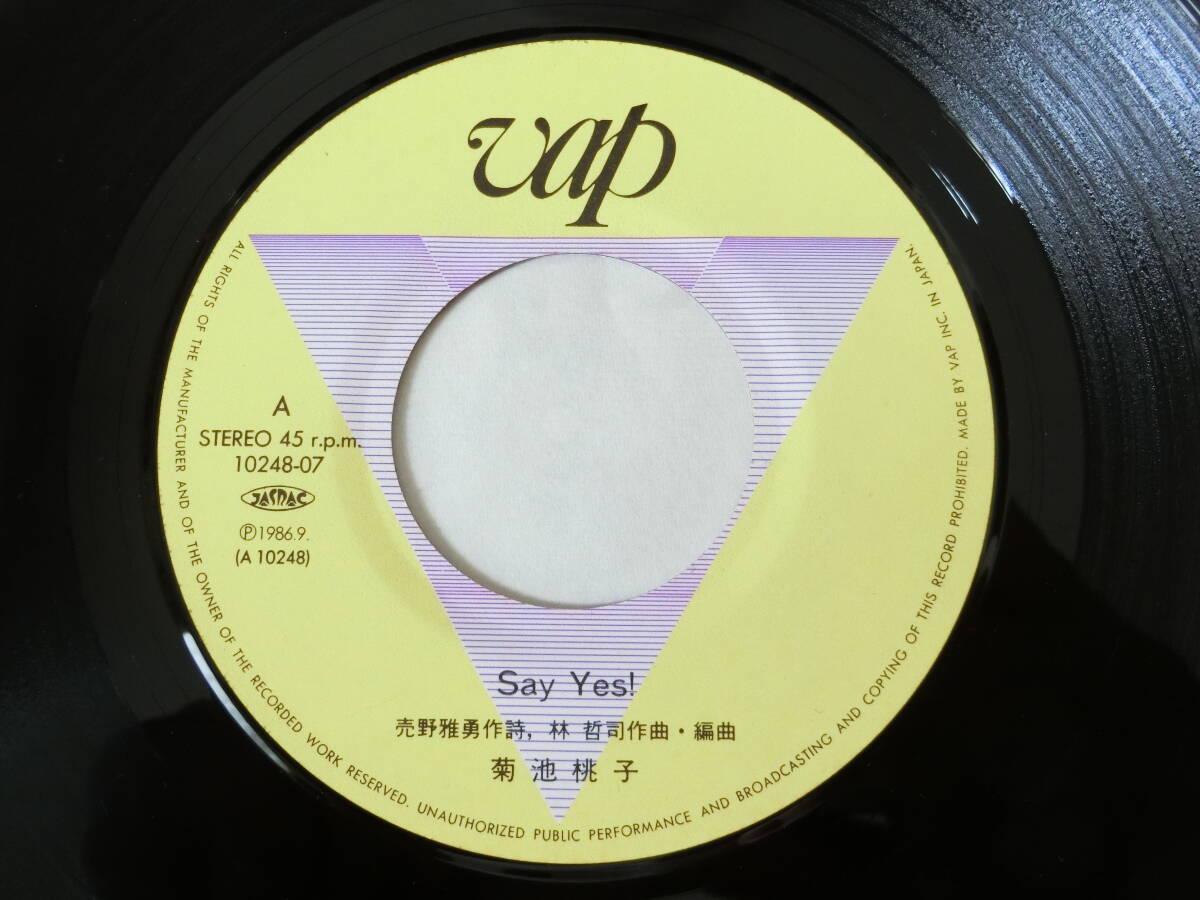 vap
A
STEREO 45 r.p.m.
10248-07
JASRAC
Ⓟ1986.9.
(A 10248)
Say Yes!
売野雅勇作詩, 林 哲司作曲・編曲
菊池桃子
ALL RIGHTS OF THE MANUFACTURER AND OF THE OWNER OF THE RECORDED WORK RESERVED. UNAUTHORIZED PUBLIC PERFORMANCE AND BROADCASTING AND COPYING OF THIS RECORD PROHIBITED. MADE BY VAP INC. IN JAPAN.